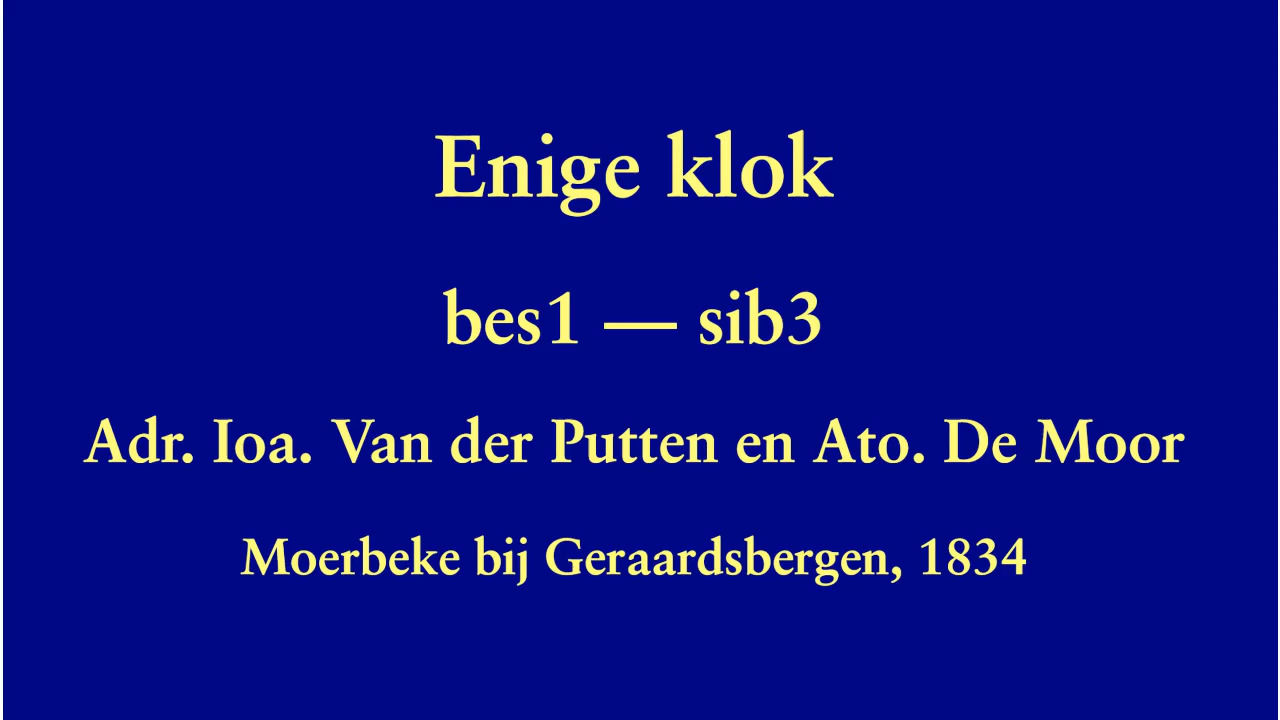 Enige klok
bes1 — sib3
Adr. Ioa. Van der Putten en Ato. De Moor
Moerbeke bij Geraardsbergen, 1834